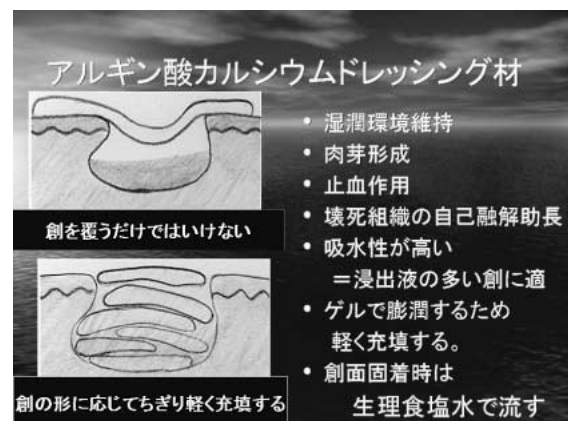 アルギン酸カルシウムドレッシング材
創を覆うだけではいけない
創の形に応じてちぎり軽く充填する
• 湿潤環境維持
• 肉芽形成
• 止血作用
• 壊死組織の自己融解助長
• 吸水性が高い
＝浸出液の多い創に適
• ゲルで膨潤するため
軽く充填する。
• 創面固着時は
生理食塩水で流す